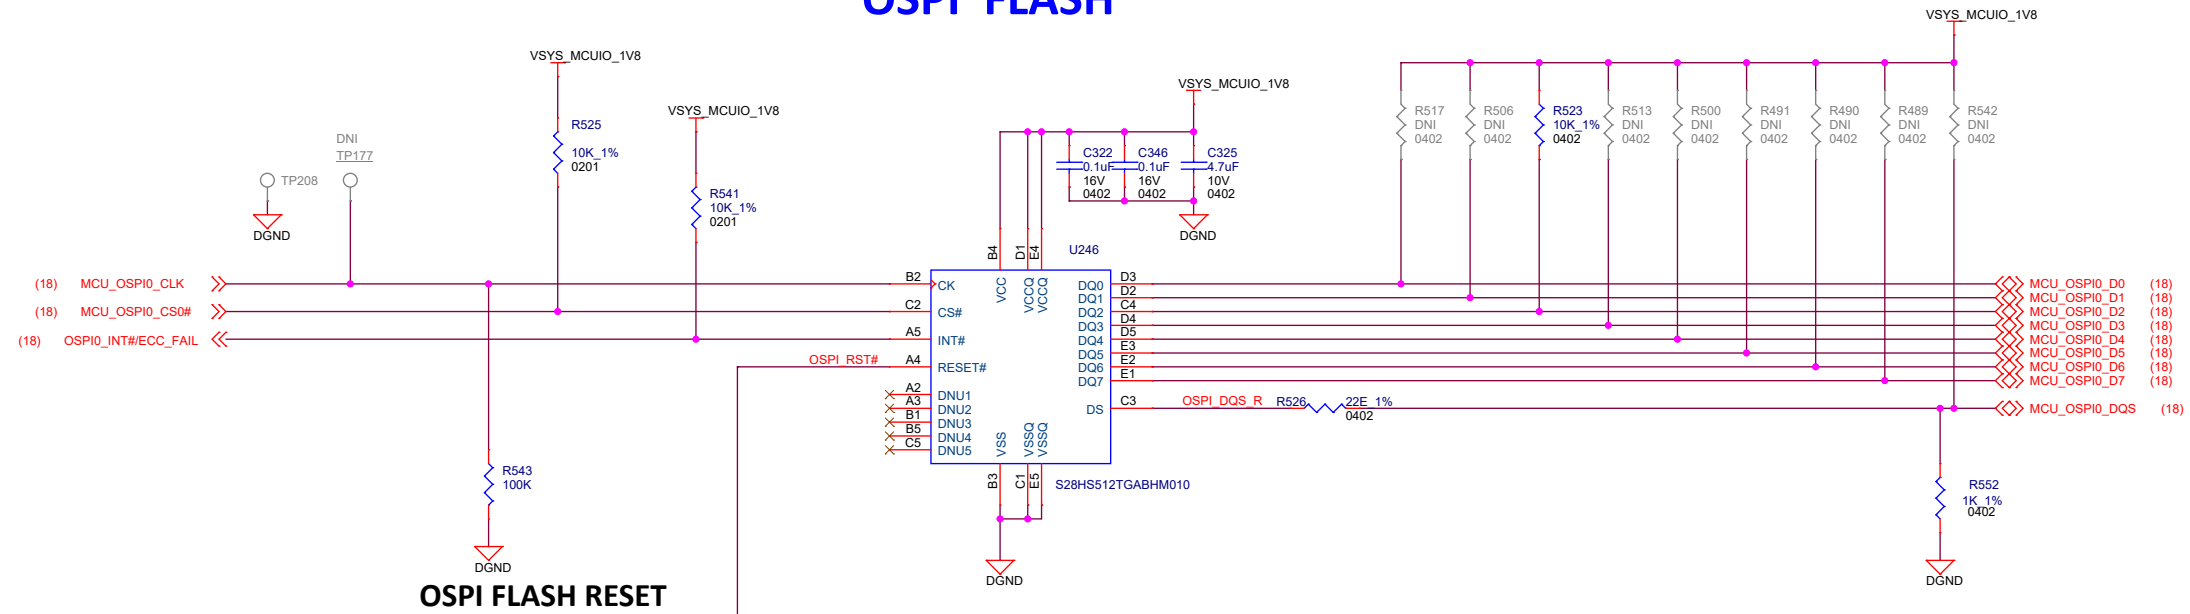 OSPI FLASH
VSYS_MCUIO_1V8
VSYS_MCUIO_1V8
VSYS_MCUIO_1V8
VSYS_MCUIO_1V8
DNI
TP177
TP208
DGND
R525
10K_1%
0201
R541
10K_1%
0201
C322
0.1uF
16V
0402
C346
0.1uF
16V
0402
C325
4.7uF
10V
0402
DGND
R517
DNI
0402
R506
DNI
0402
R523
10K_1%
0402
R513
DNI
0402
R500
DNI
0402
R491
DNI
0402
R490
DNI
0402
R489
DNI
0402
R542
DNI
0402
U246
B4
D1
E4
VCC
VCCQ
VCCQ
(18) MCU_OSPI0_CLK
B2
CK
(18) MCU_OSPI0_CS0#
C2
CS#
(18) OSPI0_INT#/ECC_FAIL
A5
INT#
OSPI_RST#
A4
RESET#
A2
DNU1
A3
DNU2
B1
DNU3
B5
DNU4
C5
DNU5
D3
DQ0
MCU_OSPI0_D0 (18)
D2
DQ1
MCU_OSPI0_D1 (18)
C4
DQ2
MCU_OSPI0_D2 (18)
D4
DQ3
MCU_OSPI0_D3 (18)
D5
DQ4
MCU_OSPI0_D4 (18)
E3
DQ5
MCU_OSPI0_D5 (18)
E2
DQ6
MCU_OSPI0_D6 (18)
E1
DQ7
MCU_OSPI0_D7 (18)
C3
DS
OSPI_DQS_R
R526
22E_1%
0402
MCU_OSPI0_DQS (18)
VSS
VSSQ
VSSQ
B3
C1
E5
S28HS512TGABHM010
R543
100K
DGND
DGND
R552
1K_1%
0402
DGND
OSPI FLASH RESET